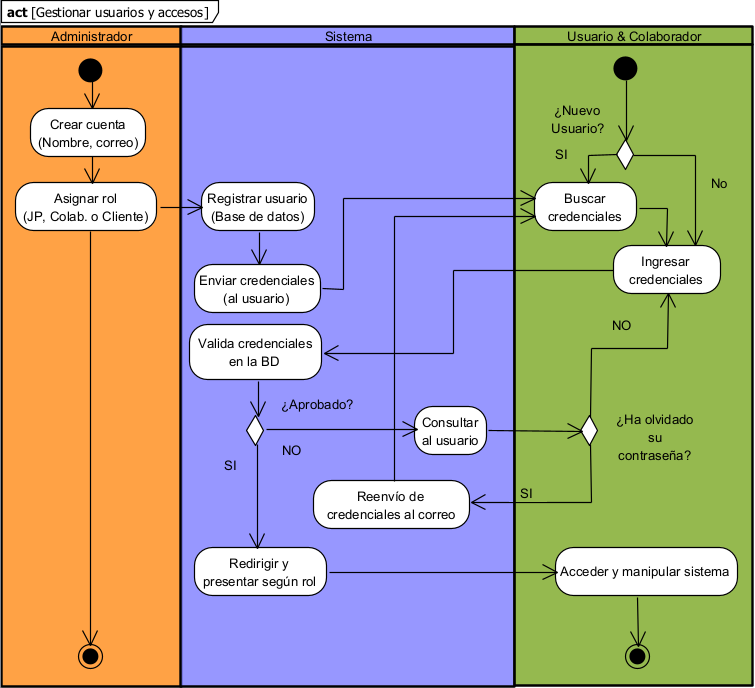 act [Gestionar usuarios y accesos]
Administrador
Sistema
Usuario & Colaborador
Crear cuenta
(Nombre, correo)
¿Nuevo
Usuario?
SI
No
Asignar rol
(JP, Colab. o Cliente)
Registrar usuario
(Base de datos)
Buscar
credenciales
Enviar credenciales
(al usuario)
Ingresar
credenciales
Valida credenciales
en la BD
NO
¿Aprobado?
Consultar
al usuario
¿Ha olvidado
su
contraseña?
NO
SI
Reenvío de
credenciales al correo
SI
Redirigir y
presentar según rol
Acceder y manipular sistema